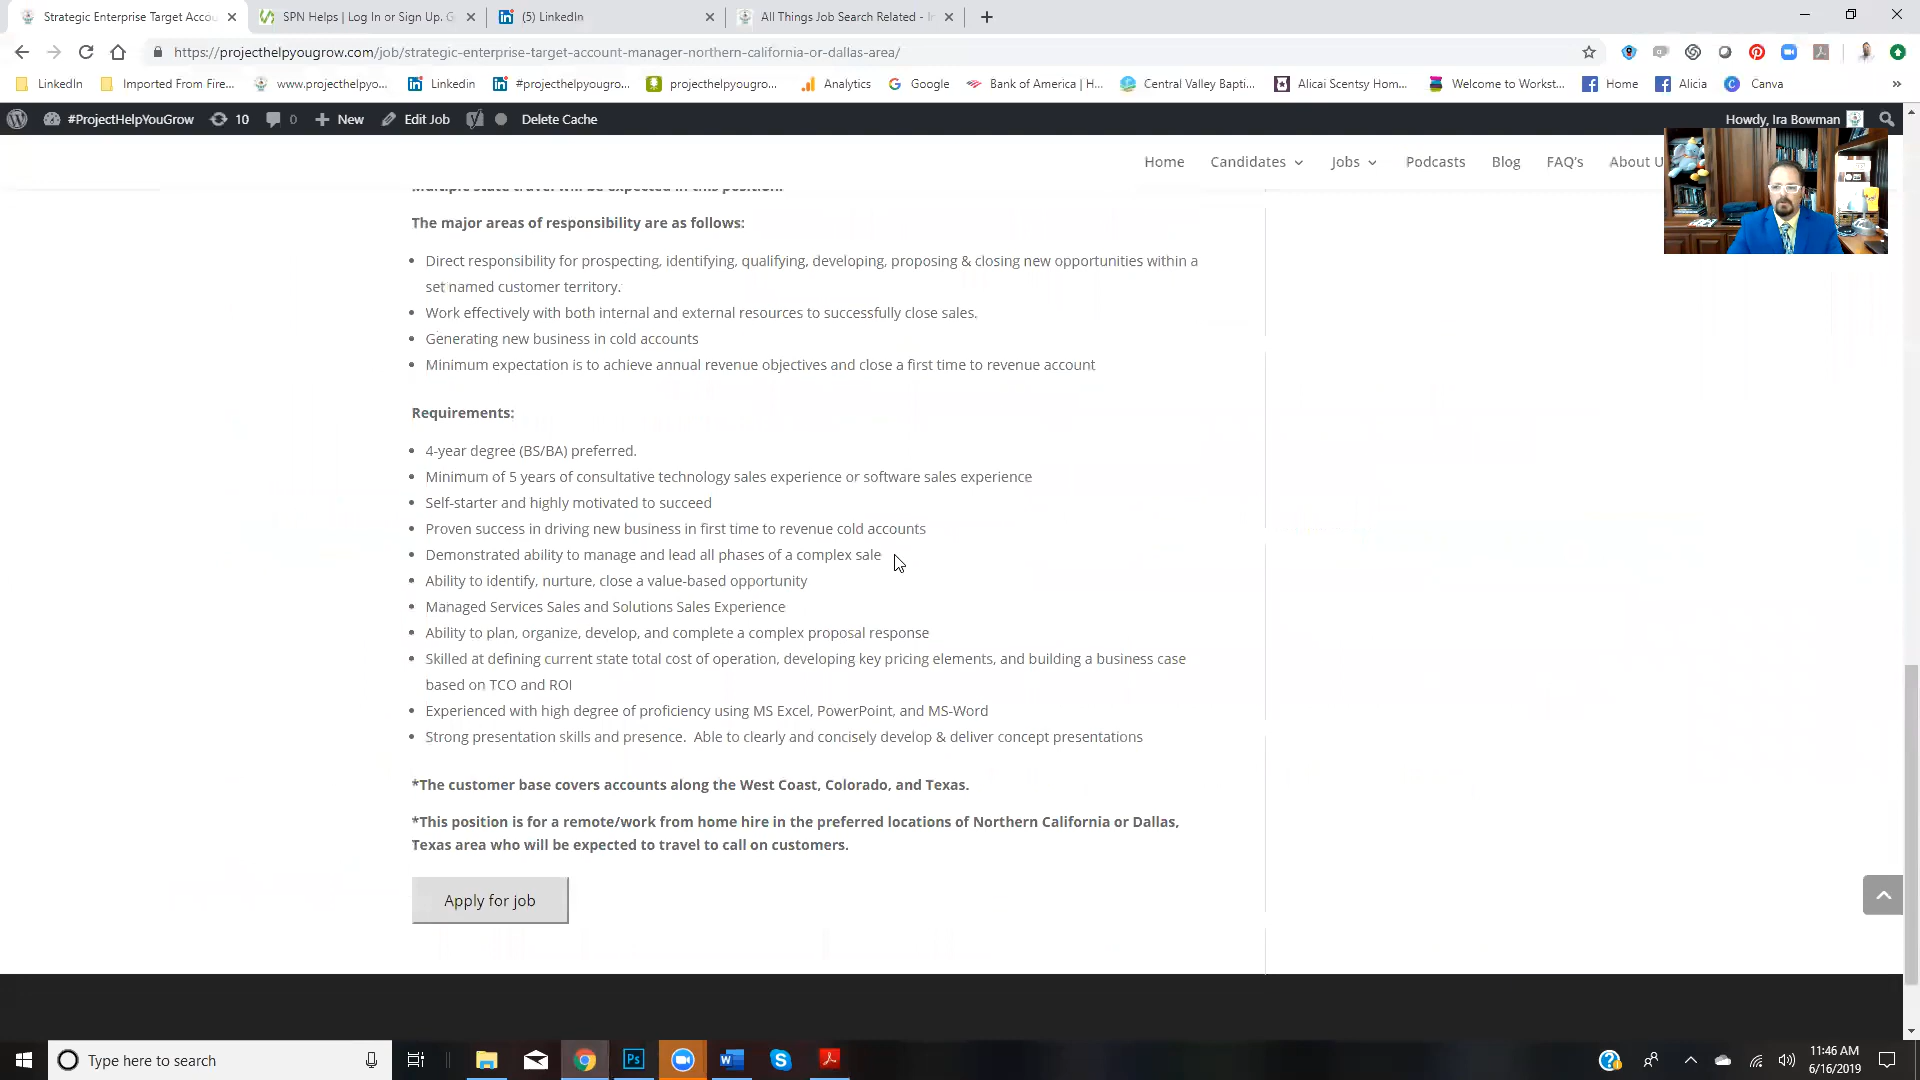 Strategic Enterprise Target Accou
SPN Helps | Log In or Sign Up. G
(5) LinkedIn
All Things Job Search Related - I
https://projecthelpyougrow.com/job/strategic-enterprise-target-account-manager-northern-california-or-dallas-area/
LinkedIn
Imported From Fire...
www.projecthelpyo...
Linkedin
#projecthelpyougro...
projecthelpyougro...
Analytics
Google
Bank of America | H...
Central Valley Bapti...
Alicai Scentsy Hom...
Welcome to Workst...
Home
Alicia
Canva
#ProjectHelpYouGrow
10
0
New
Edit Job
Delete Cache
Howdy, Ira Bowman
Home
Candidates
Jobs
Podcasts
Blog
FAQ's
About U
Multiple state travel will be expected in this position.
The major areas of responsibility are as follows:
• Direct responsibility for prospecting, identifying, qualifying, developing, proposing & closing new opportunities within a
set named customer territory.
• Work effectively with both internal and external resources to successfully close sales.
• Generating new business in cold accounts
• Minimum expectation is to achieve annual revenue objectives and close a first time to revenue account
Requirements:
• 4-year degree (BS/BA) preferred.
• Minimum of 5 years of consultative technology sales experience or software sales experience
• Self-starter and highly motivated to succeed
• Proven success in driving new business in first time to revenue cold accounts
• Demonstrated ability to manage and lead all phases of a complex sale
• Ability to identify, nurture, close a value-based opportunity
• Managed Services Sales and Solutions Sales Experience
• Ability to plan, organize, develop, and complete a complex proposal response
• Skilled at defining current state total cost of operation, developing key pricing elements, and building a business case
based on TCO and ROI
• Experienced with high degree of proficiency using MS Excel, PowerPoint, and MS-Word
• Strong presentation skills and presence.  Able to clearly and concisely develop & deliver concept presentations
*The customer base covers accounts along the West Coast, Colorado, and Texas.
*This position is for a remote/work from home hire in the preferred locations of Northern California or Dallas,
Texas area who will be expected to travel to call on customers.
Apply for job
Type here to search
11:46 AM
6/16/2019